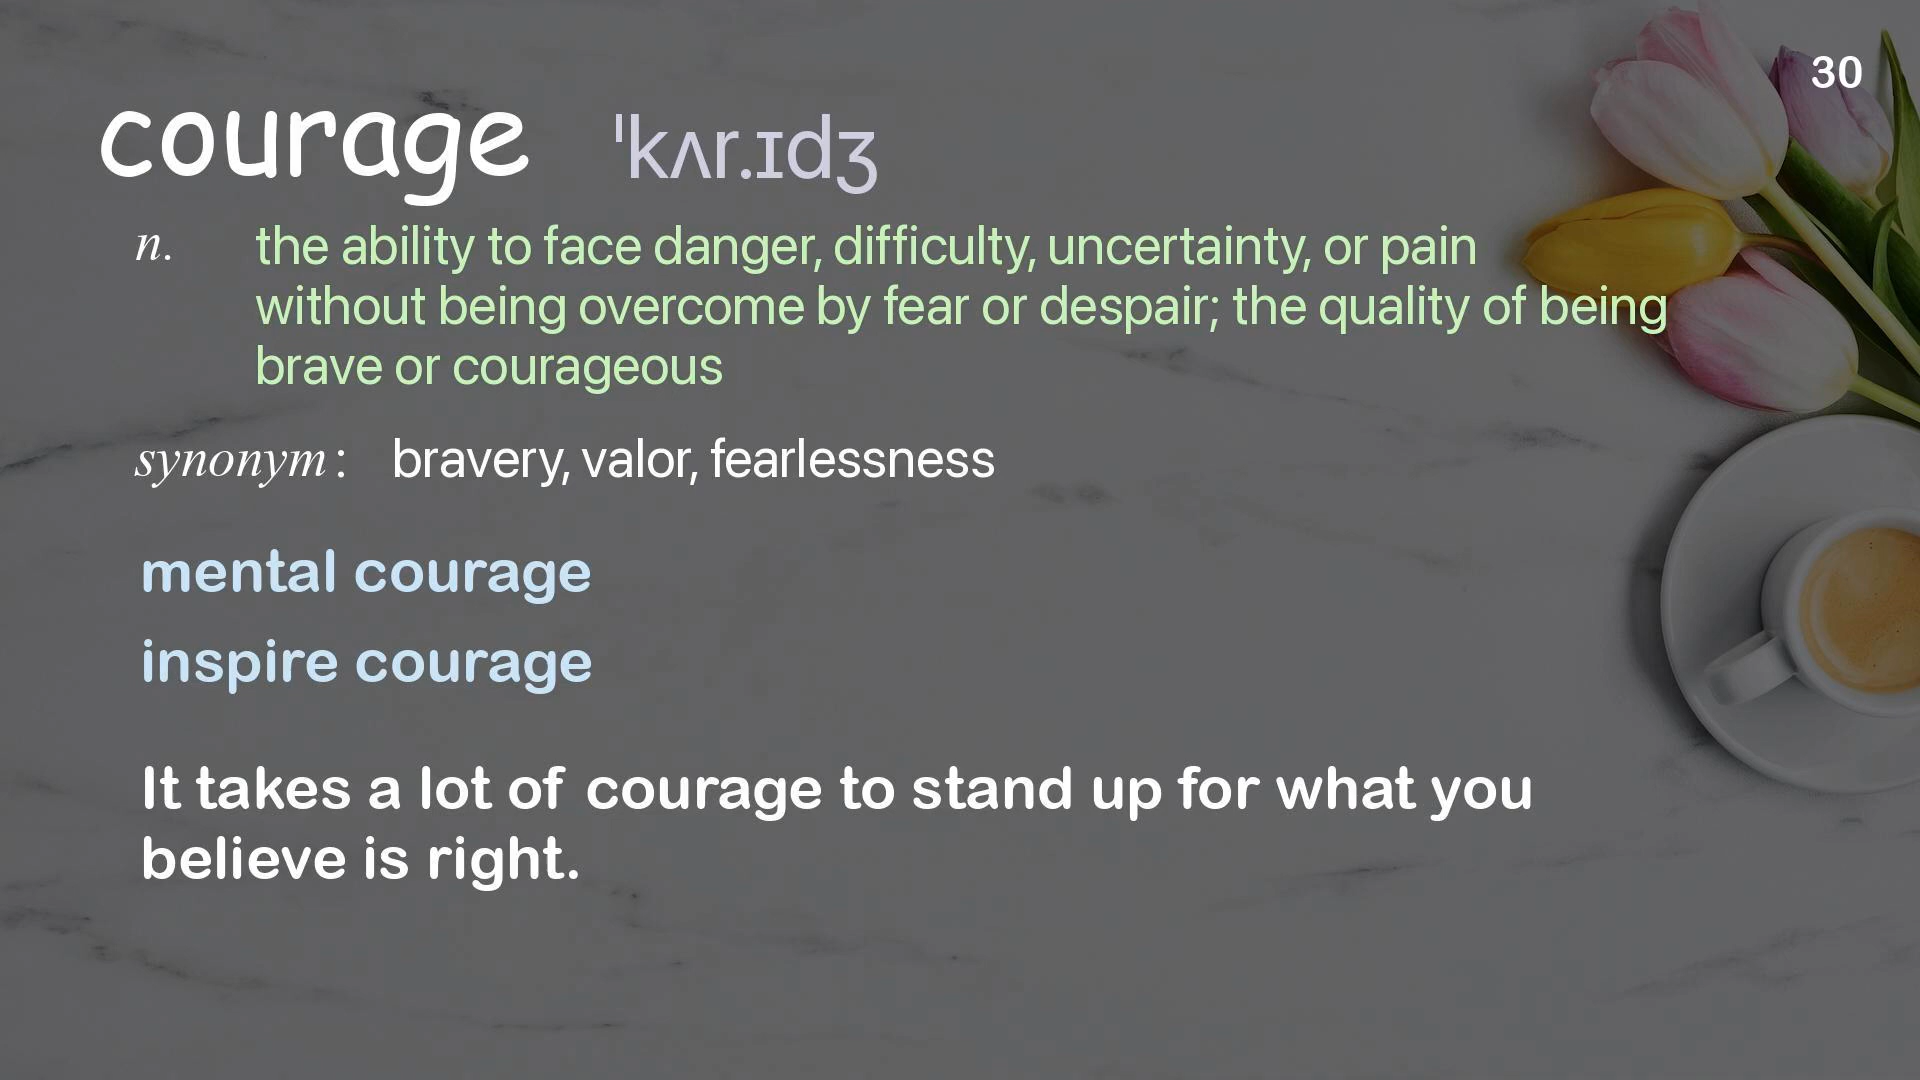 30
courage ˈkʌr.ɪdʒ
n. the ability to face danger, difficulty, uncertainty, or pain
without being overcome by fear or despair; the quality of being
brave or courageous
synonym: bravery, valor, fearlessness
mental courage
inspire courage
It takes a lot of courage to stand up for what you
believe is right.